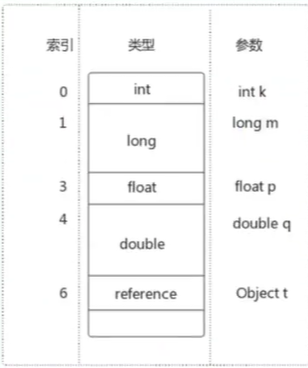 索引 类型 参数
0 int int k
1 long long m
3 float float p
4 double double q
6 reference Object t